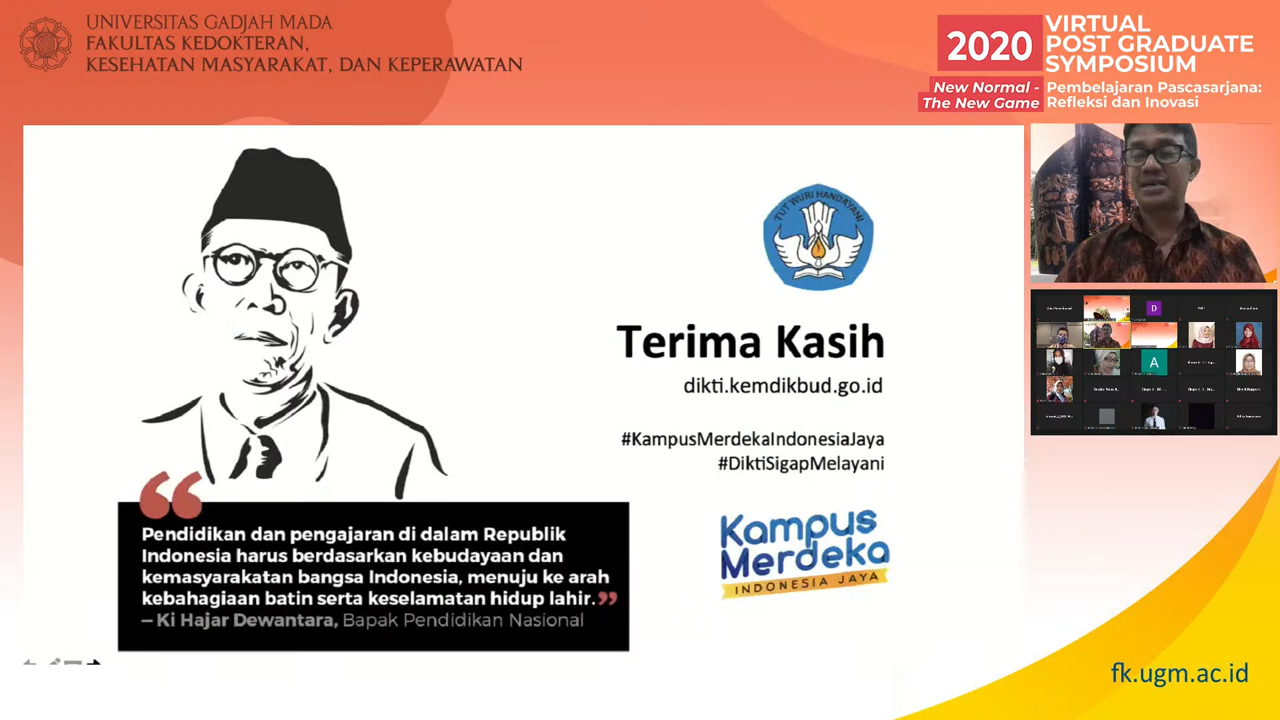 UNIVERSITAS GADJAH MADA
FAKULTAS KEDOKTERAN,
KESEHATAN MASYARAKAT, DAN KEPERAWATAN
2020
VIRTUAL
POST GRADUATE
SYMPOSIUM
New Normal -
The New Game
Pembelajaran Pascasarjana:
Refleksi dan Inovasi
TUT WURI HANDAYANI
Terima Kasih
dikti.kemdikbud.go.id
#KampusMerdekaIndonesiaJaya
#DiktiSigapMelayani
Kampus
Merdeka
INDONESIA JAYA
“
Pendidikan dan pengajaran di dalam Republik
Indonesia harus berdasarkan kebudayaan dan
kemasyarakatan bangsa Indonesia, menuju ke arah
kebahagiaan batin serta keselamatan hidup lahir.”
– Ki Hajar Dewantara, Bapak Pendidikan Nasional
D
A
fk.ugm.ac.id